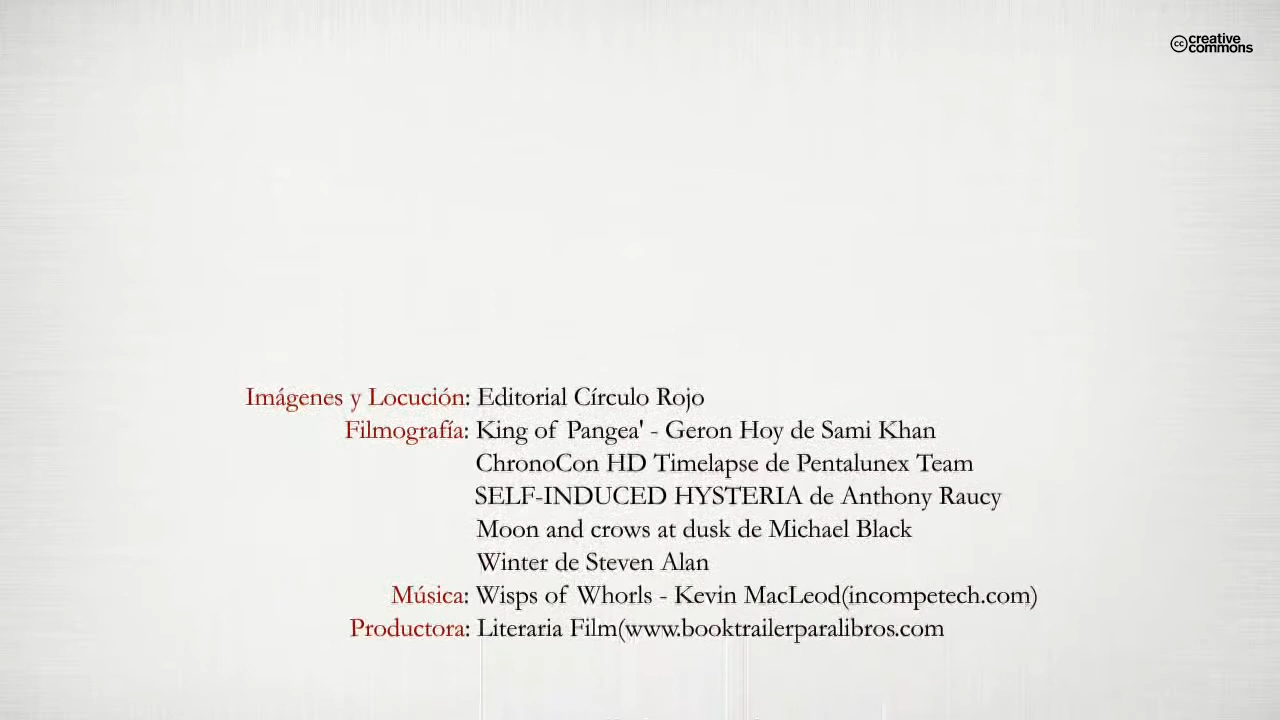 creative
commons
Imágenes y Locución: Editorial Círculo Rojo
Filmografía: King of Pangea' - Geron Hoy de Sami Khan
ChronoCon HD Timelapse de Pentalunex Team
SELF-INDUCED HYSTERIA de Anthony Raucy
Moon and crows at dusk de Michael Black
Winter de Steven Alan
Música: Wisps of Whorls - Kevin MacLeod(incompetech.com)
Productora: Literaria Film(www.booktrailerparalibros.com